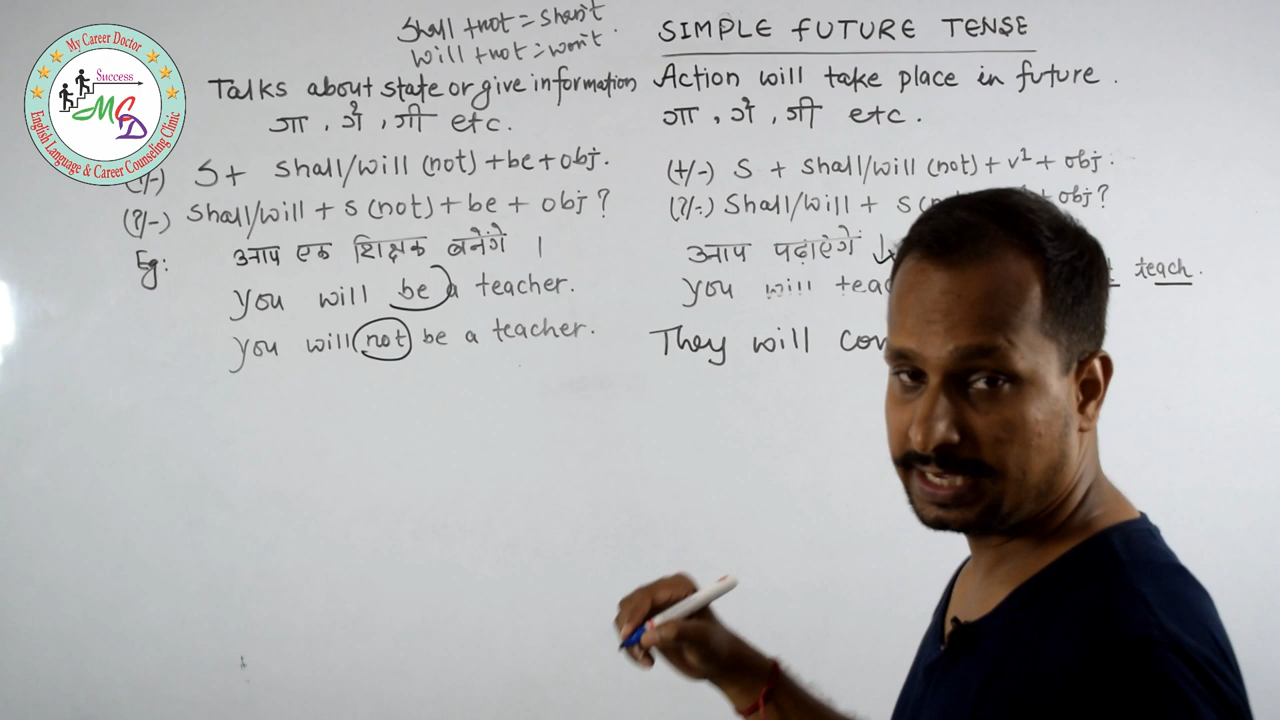 My Career Doctor
Success
MCD
English Language & Career Counseling Clinic
Shall +not = shan't.
will +not = won't
SIMPLE FUTURE TENSE
Talks about state or give information
गा, गे, गी etc.
(+/-) S + shall/will (not) + be + obj.
(?/-) Shall/will + S (not) + be + obj?
Eg: आप एक शिक्षक बनेंगे ।
you will be a teacher.
you will not be a teacher.
Action will take place in future.
गा, गे, गी etc.
(+/-) S + shall/will (not) + v¹ + obj.
(?/-) Shall/will + S obj?
आप पढ़ाएंगे ↓
you will teach.
They will